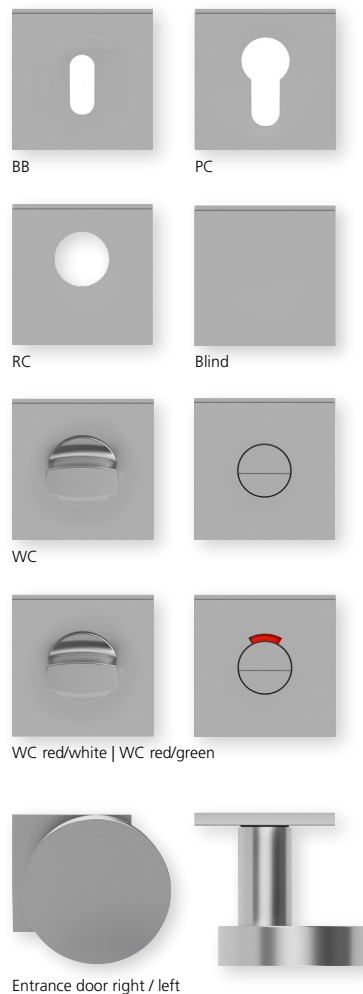 BB
PC
RC
Blind
WC
WC red/white | WC red/green
Entrance door right / left